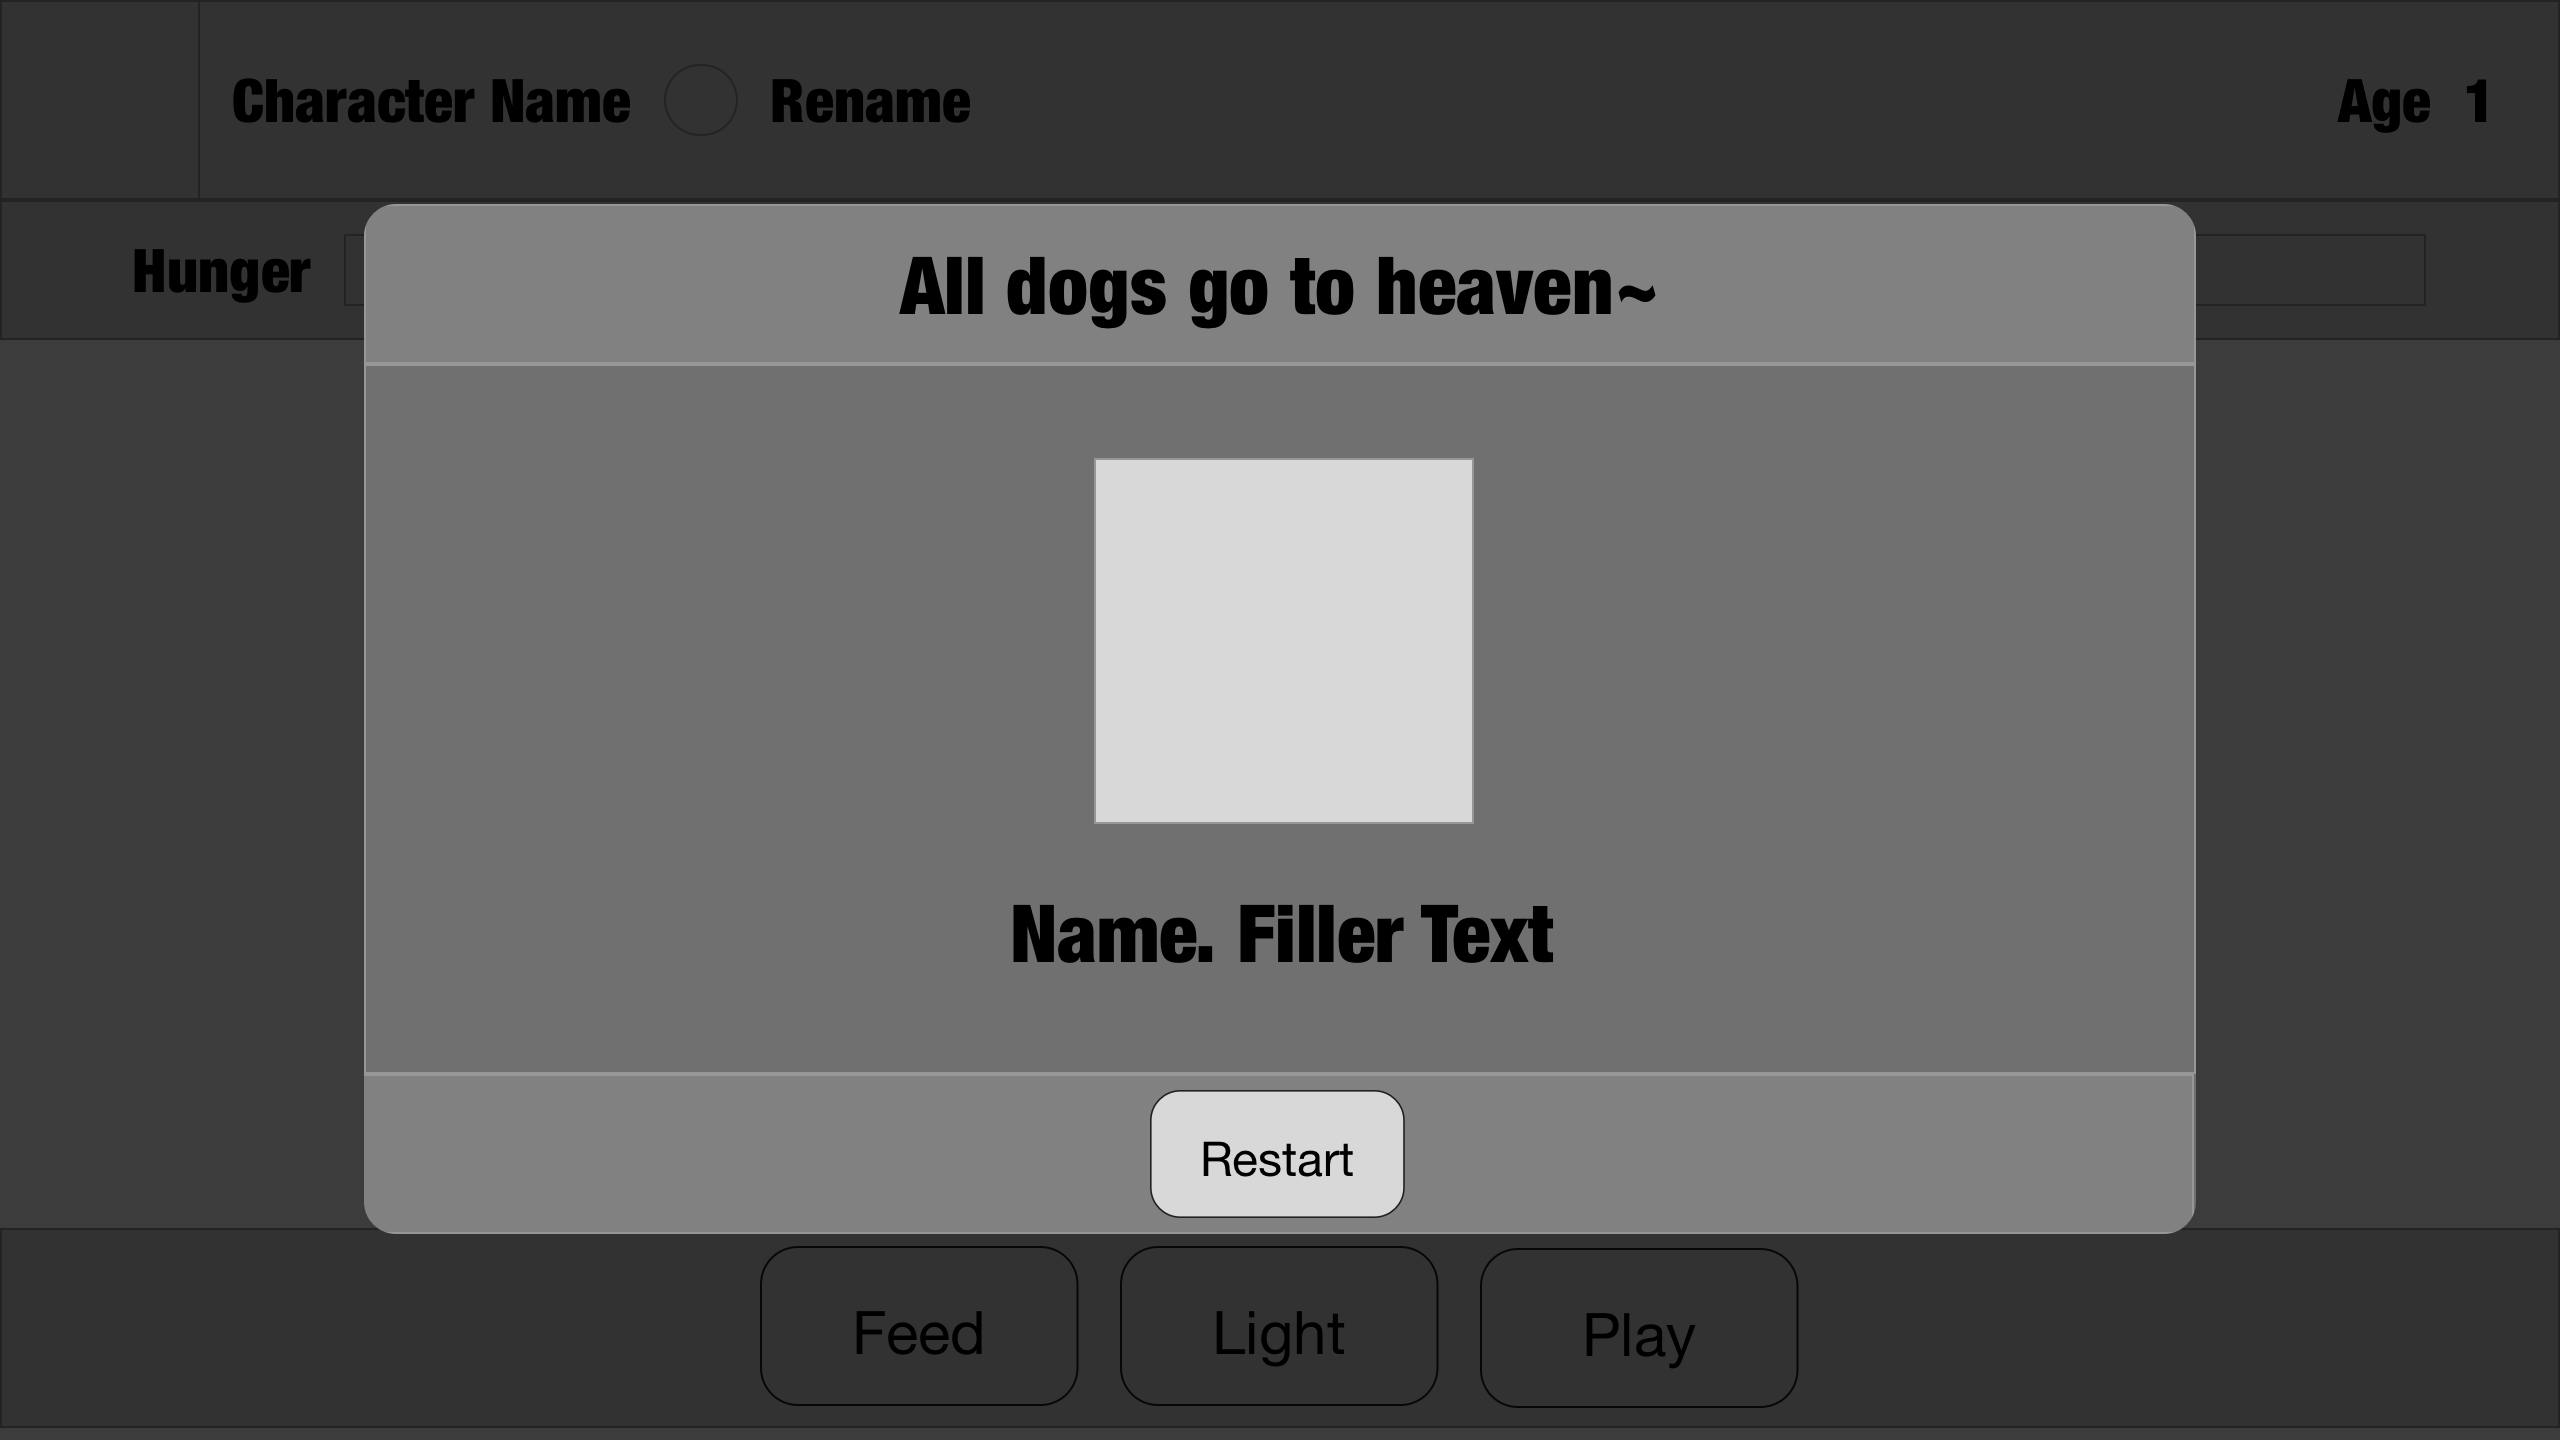 Character Name Rename Age 1
Hunger
All dogs go to heaven~
Name. Filler Text
Restart
Feed Light Play